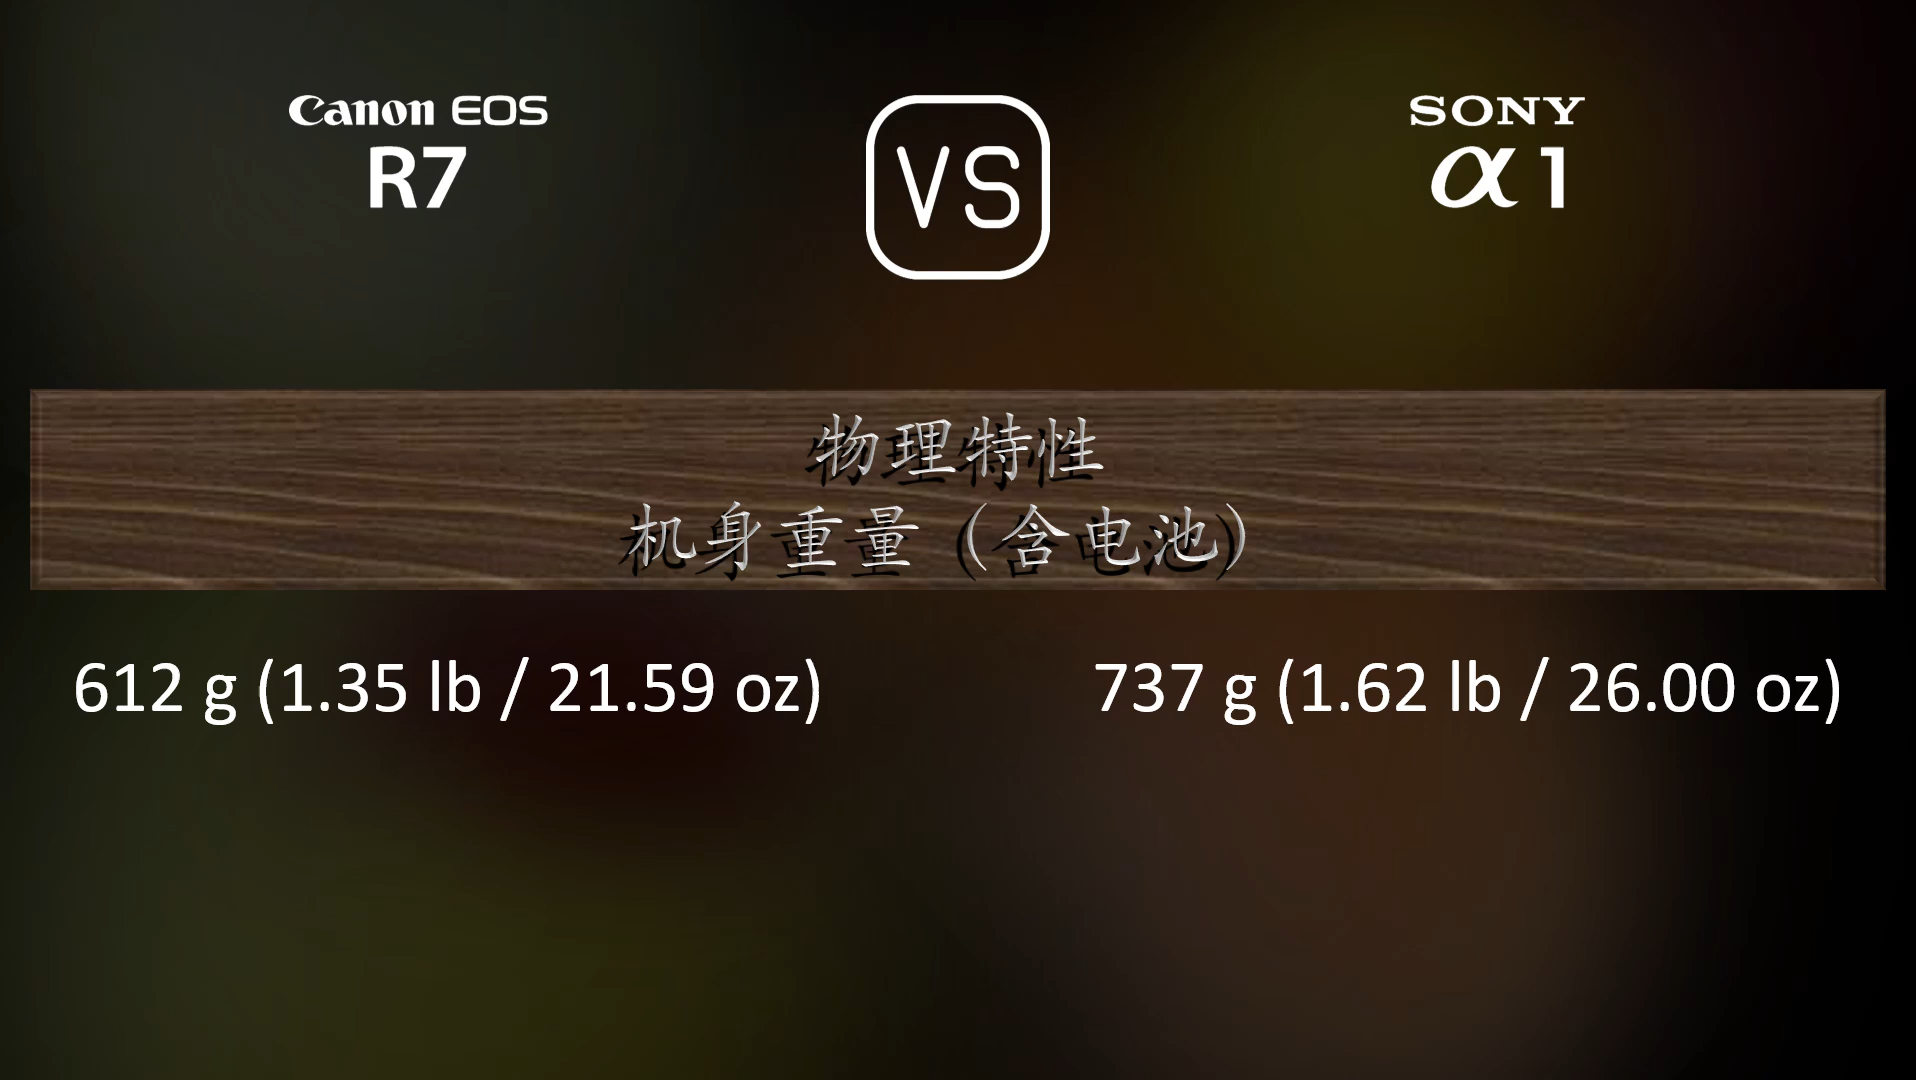 Canon EOS
R7
VS
SONY
α 1
物理特性
机身重量（含电池）
612 g (1.35 lb / 21.59 oz)
737 g (1.62 lb / 26.00 oz)